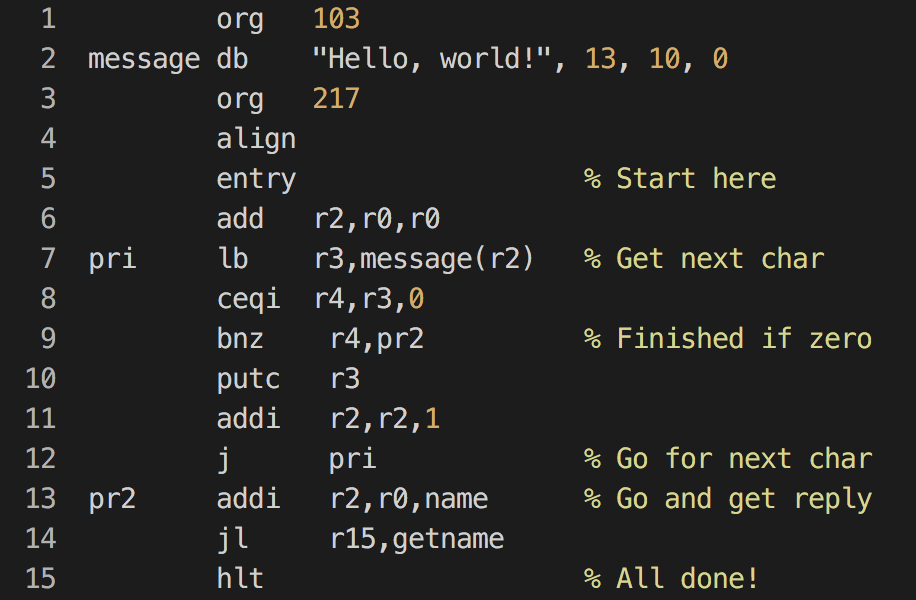 1 org 103
2 message db "Hello, world!", 13, 10, 0
3 org 217
4 align
5 entry % Start here
6 add r2,r0,r0
7 pri lb r3,message(r2) % Get next char
8 ceqi r4,r3,0
9 bnz r4,pr2 % Finished if zero
10 putc r3
11 addi r2,r2,1
12 j pri % Go for next char
13 pr2 addi r2,r0,name % Go and get reply
14 jl r15,getname
15 hlt % All done!